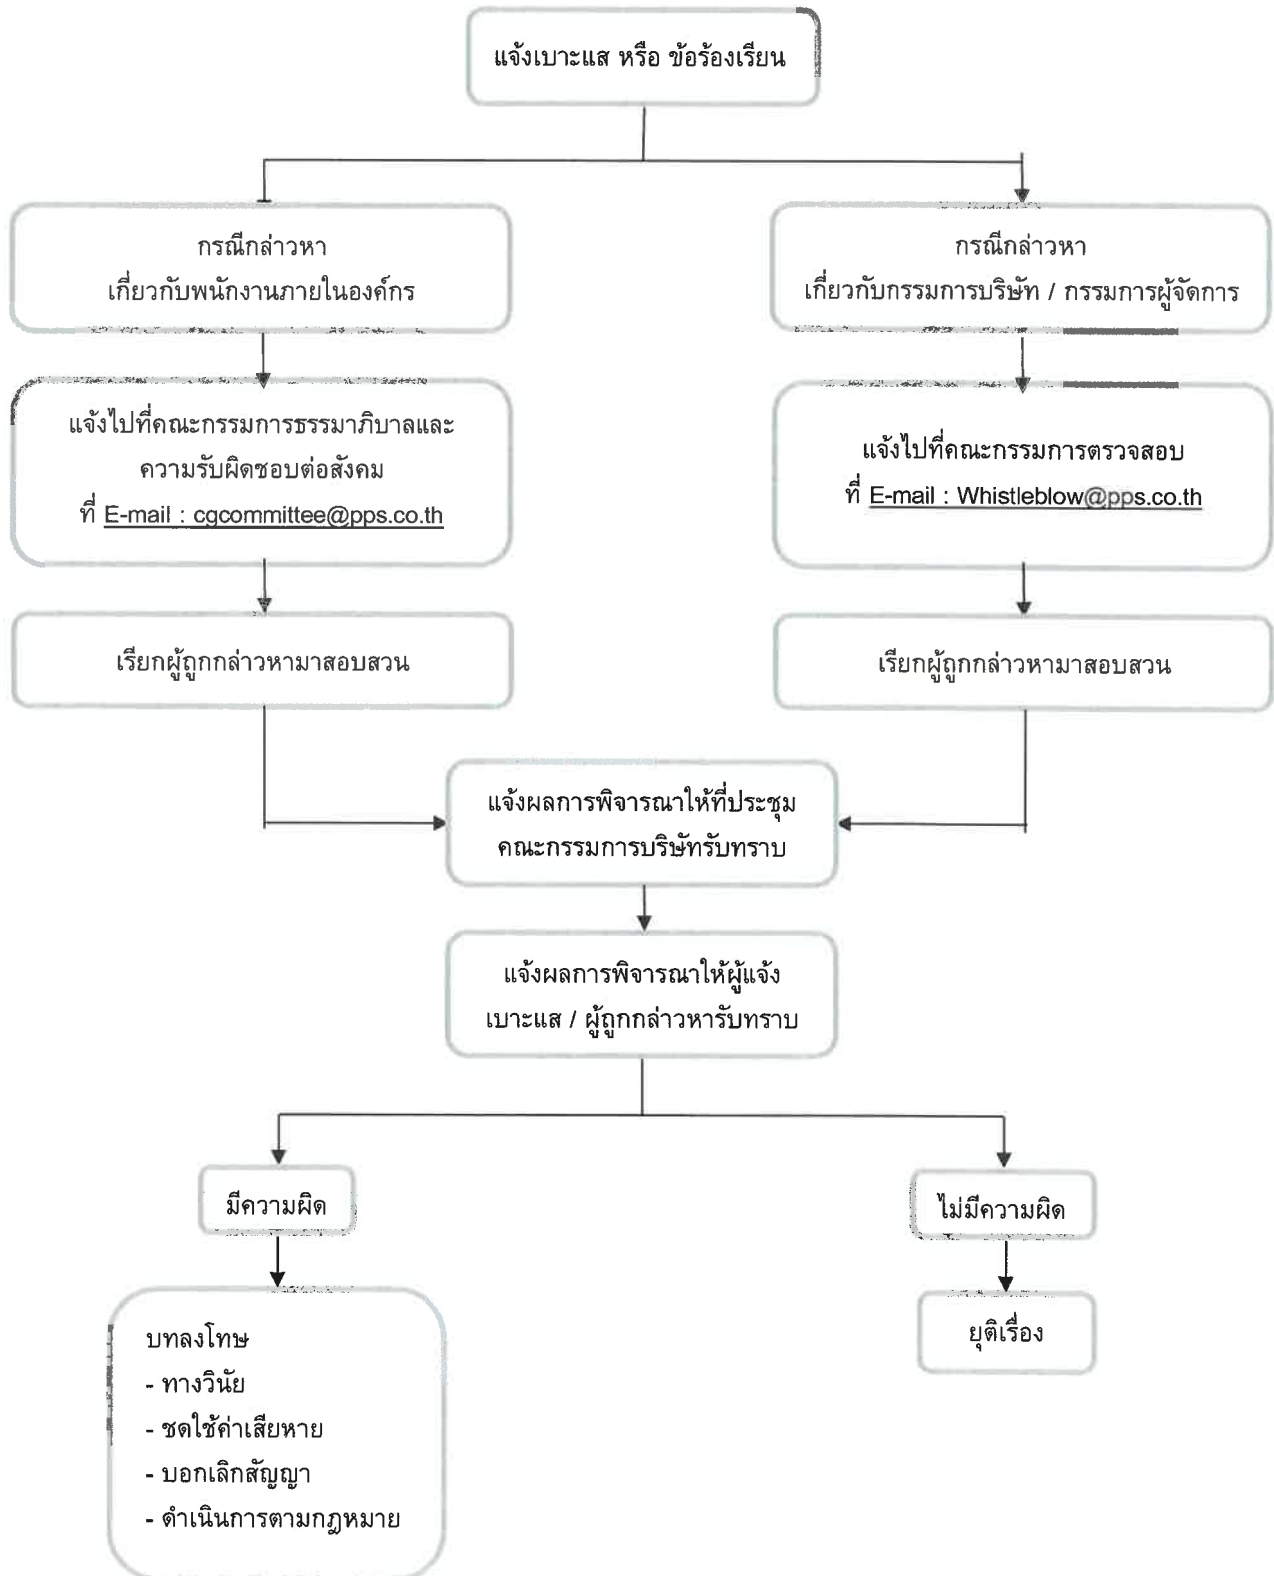 แจ้งเบาะแส หรือ ข้อร้องเรียน
กรณีกล่าวหา
เกี่ยวกับพนักงานภายในองค์กร
กรณีกล่าวหา
เกี่ยวกับกรรมการบริษัท / กรรมการผู้จัดการ
แจ้งไปที่คณะกรรมการธรรมาภิบาลและ
ความรับผิดชอบต่อสังคม
ที่ E-mail : cgcommittee@pps.co.th
แจ้งไปที่คณะกรรมการตรวจสอบ
ที่ E-mail : Whistleblow@pps.co.th
เรียกผู้ถูกกล่าวหามาสอบสวน
เรียกผู้ถูกกล่าวหามาสอบสวน
แจ้งผลการพิจารณาให้ที่ประชุม
คณะกรรมการบริษัทรับทราบ
แจ้งผลการพิจารณาให้ผู้แจ้ง
เบาะแส / ผู้ถูกกล่าวหารับทราบ
มีความผิด
ไม่มีความผิด
บทลงโทษ
- ทางวินัย
- ชดใช้ค่าเสียหาย
- บอกเลิกสัญญา
- ดำเนินการตามกฎหมาย
ยุติเรื่อง